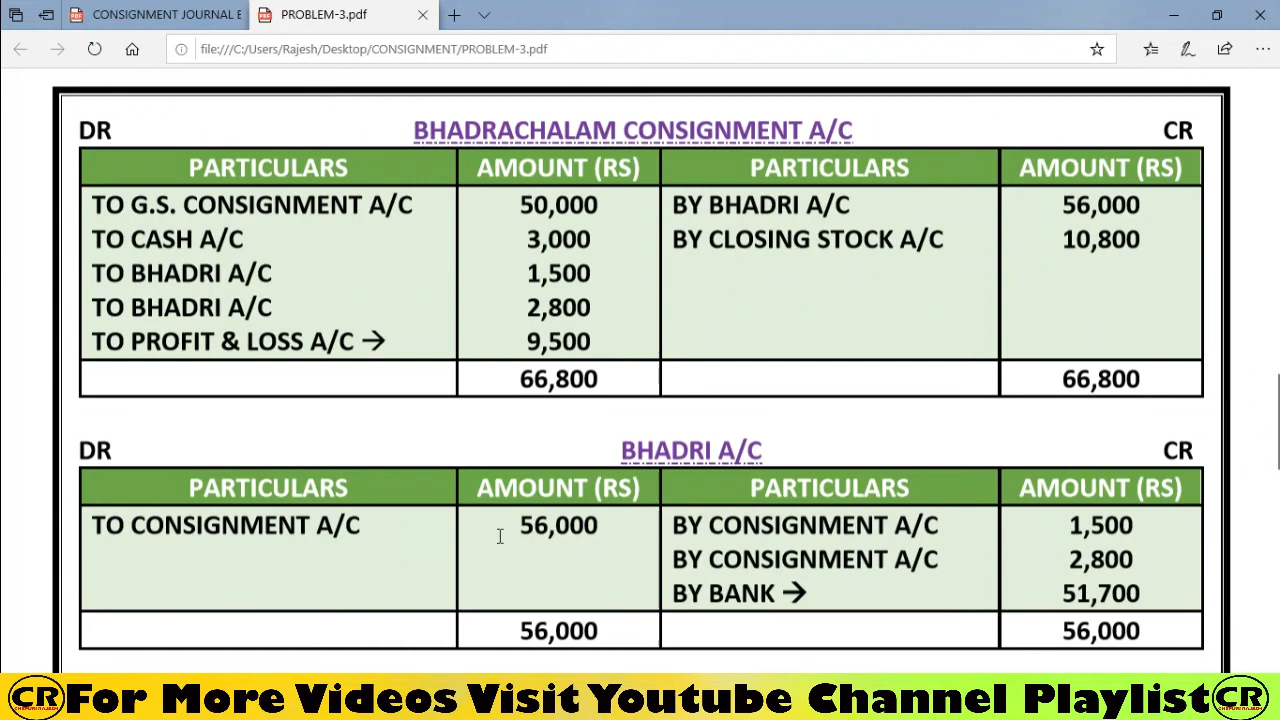 CONSIGNMENT JOURNAL E
PROBLEM-3.pdf
file:///C:/Users/Rajesh/Desktop/CONSIGNMENT/PROBLEM-3.pdf
DR BHADRACHALAM CONSIGNMENT A/C CR
PARTICULARS AMOUNT (RS) PARTICULARS AMOUNT (RS)
TO G.S. CONSIGNMENT A/C 50,000 BY BHADRI A/C 56,000
TO CASH A/C 3,000 BY CLOSING STOCK A/C 10,800
TO BHADRI A/C 1,500
TO BHADRI A/C 2,800
TO PROFIT & LOSS A/C → 9,500
66,800 66,800
DR BHADRI A/C CR
PARTICULARS AMOUNT (RS) PARTICULARS AMOUNT (RS)
TO CONSIGNMENT A/C 56,000 BY CONSIGNMENT A/C 1,500
BY CONSIGNMENT A/C 2,800
BY BANK → 51,700
56,000 56,000
CR For More Videos Visit Youtube Channel Playlist CR